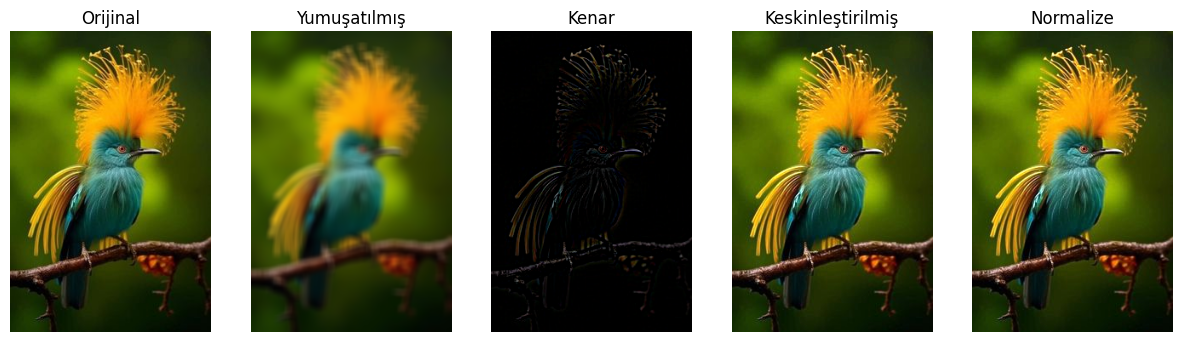 Orijinal
Yumuşatılmış
Kenar
Keskinleştirilmiş
Normalize